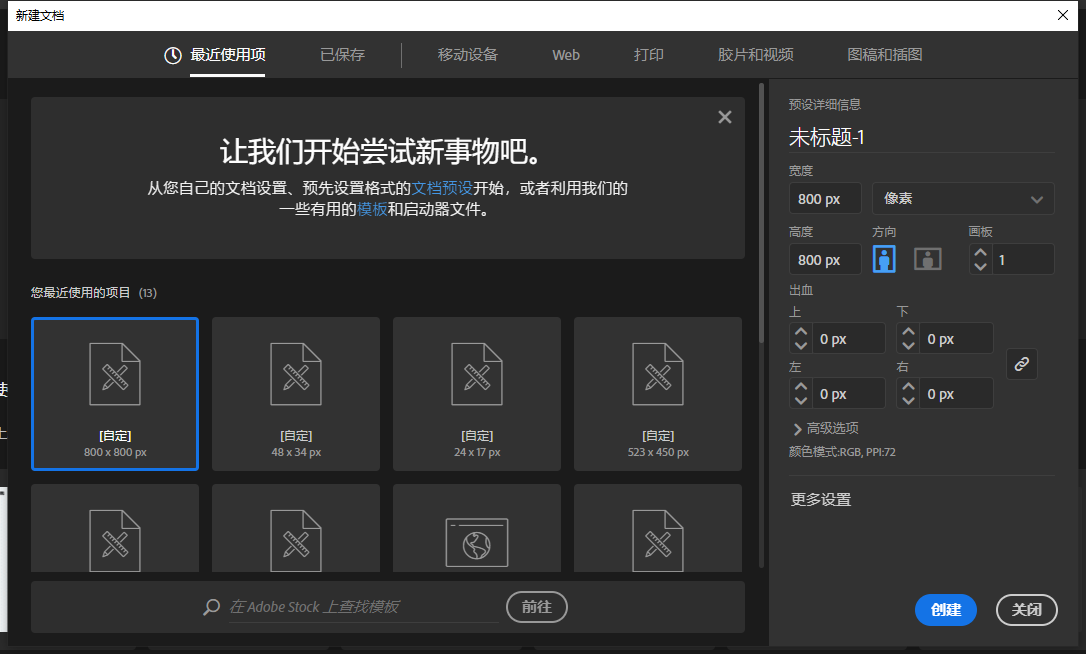 新建文档
最近使用项
已保存
移动设备
Web
打印
胶片和视频
图稿和插图
让我们开始尝试新事物吧。
从您自己的文档设置、预先设置格式的文档预设开始，或者利用我们的
一些有用的模板和启动器文件。
您最近使用的项目 (13)
[自定]
800 x 800 px
[自定]
48 x 34 px
[自定]
24 x 17 px
[自定]
523 x 450 px
在 Adobe Stock 上查找模板
前往
预设详细信息
未标题-1
宽度
800 px
像素
高度
方向
画板
800 px
1
出血
上
下
0 px
0 px
左
右
0 px
0 px
高级选项
颜色模式:RGB, PPI:72
更多设置
创建
关闭